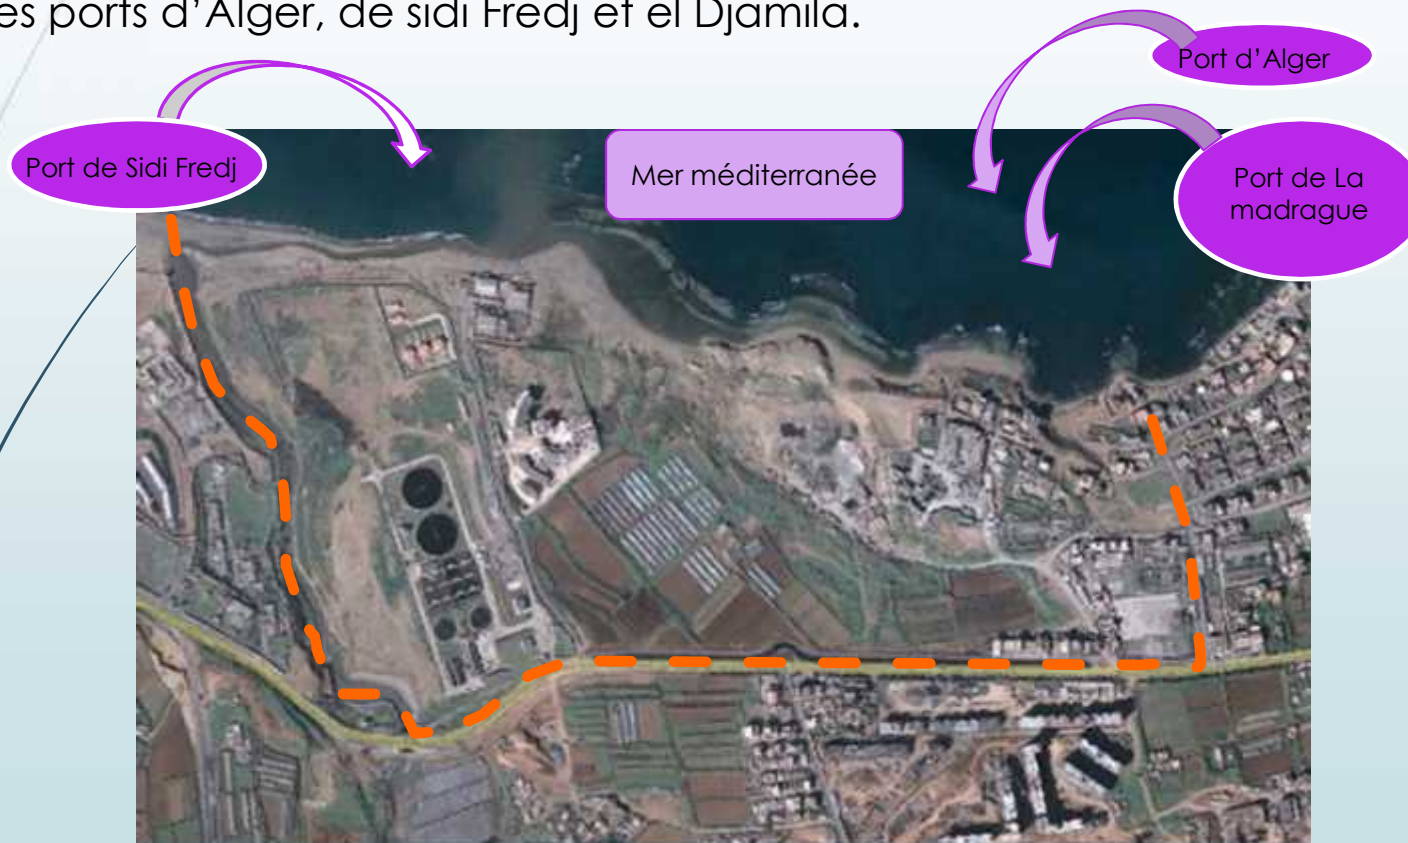 es ports d’Alger, de sidi Fredj et el Djamila.
Port d’Alger
Port de Sidi Fredj
Mer méditerranée
Port de La
madrague